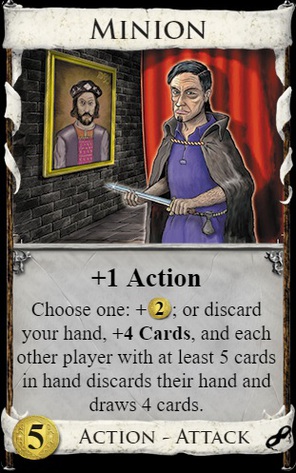 MINION
+1 Action
Choose one: +2; or discard
your hand, +4 Cards, and each
other player with at least 5 cards
in hand discards their hand and
draws 4 cards.
5 ACTION - ATTACK